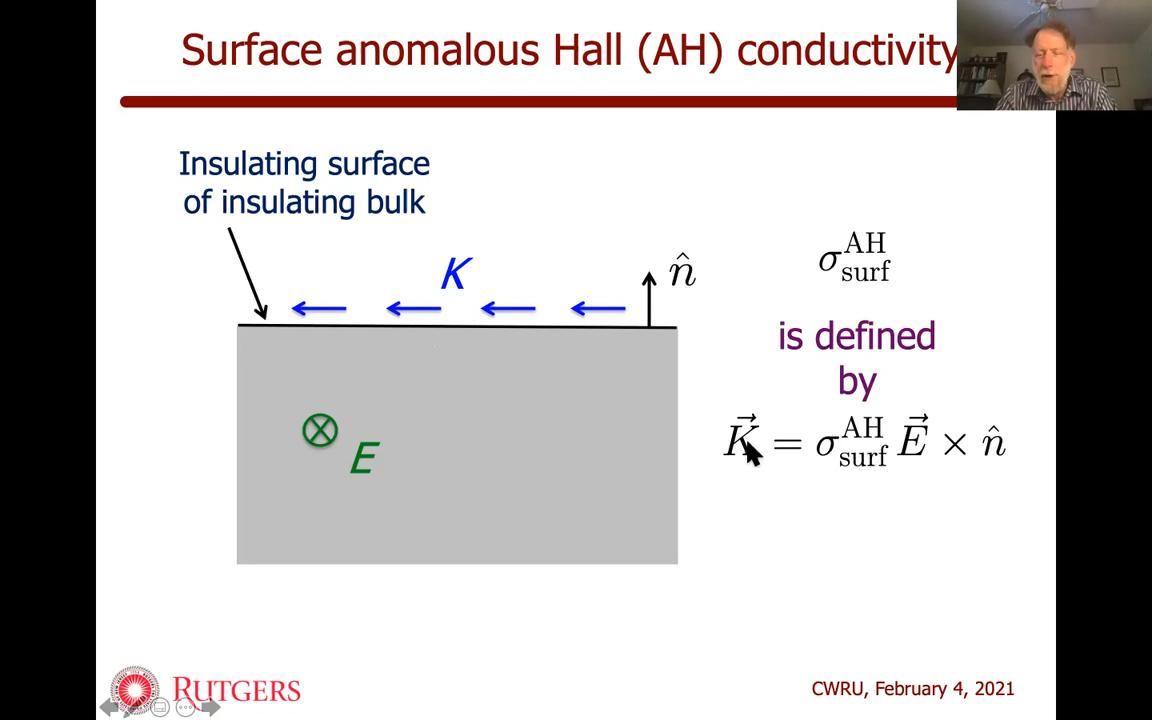 Surface anomalous Hall (AH) conductivity
Insulating surface
of insulating bulk
K
n̂
E
σ_surf^AH
is defined
by
K⃗ = σ_surf^AH E⃗ × n̂
RUTGERS
CWRU, February 4, 2021